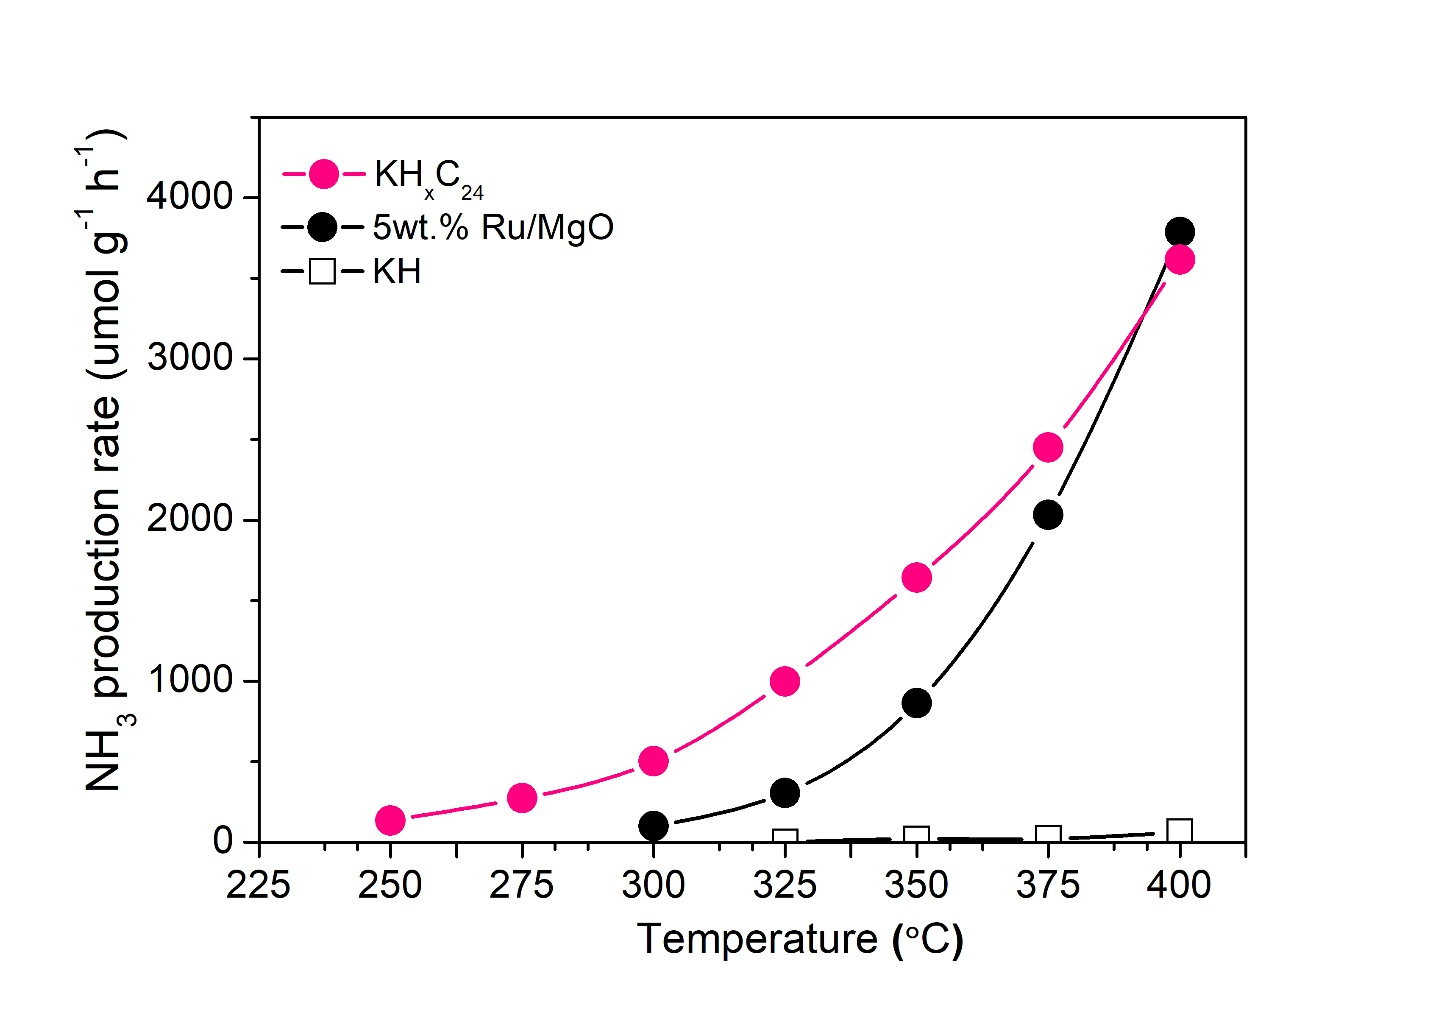 KHxC24
5wt.% Ru/MgO
KH
4000
3000
2000
1000
0
225 250 275 300 325 350 375 400
Temperature (°C)
NH3 production rate (umol g-1 h-1)